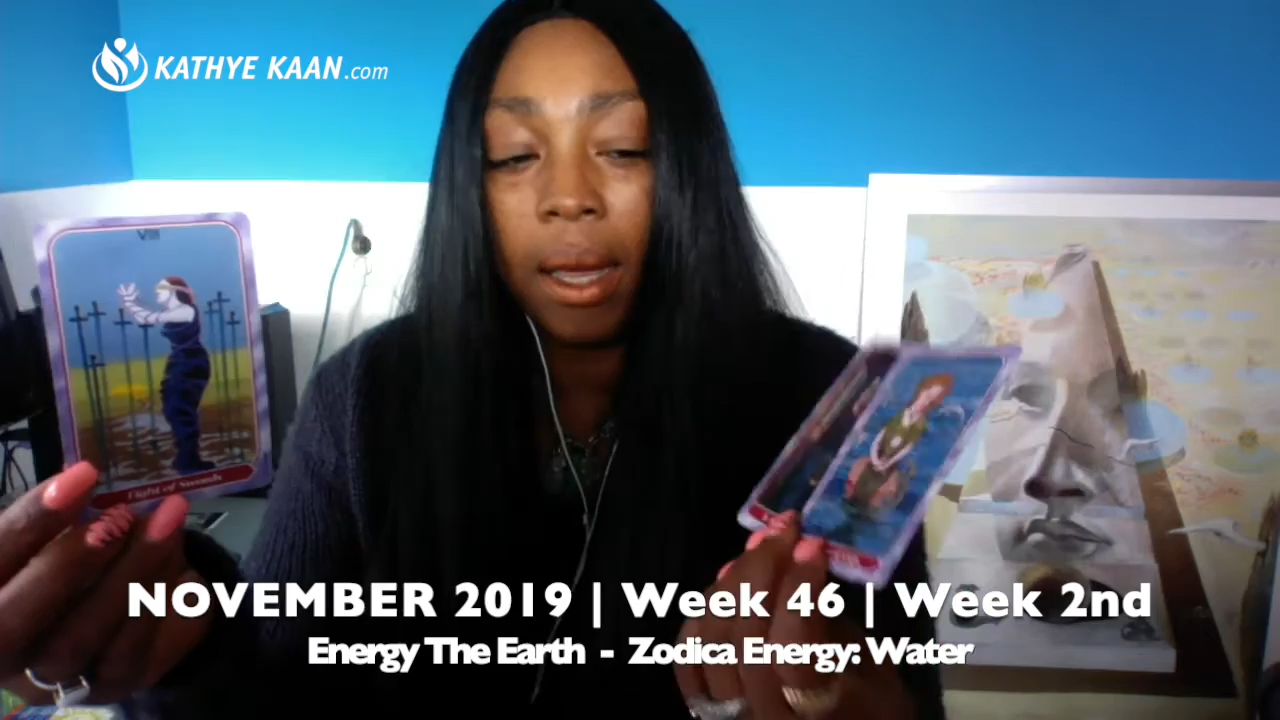 KATHYE KAAN.com
VIII
Eight of Swords
NOVEMBER 2019 | Week 46 | Week 2nd
Energy The Earth - Zodica Energy: Water